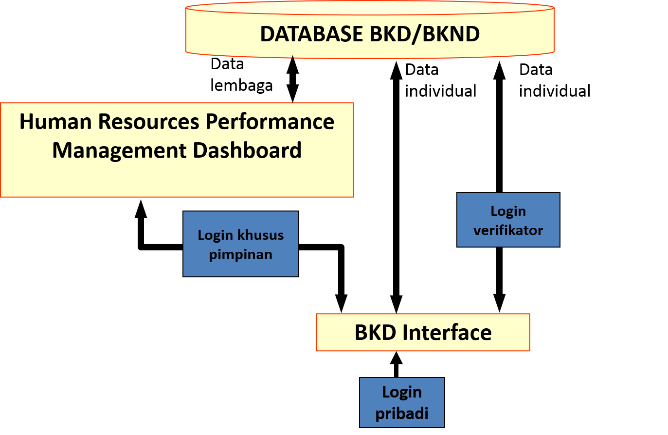 DATABASE BKD/BKND
Data
lembaga
Data
individual
Data
individual
Human Resources Performance
Management Dashboard
Login khusus
pimpinan
Login
verifikator
BKD Interface
Login
pribadi